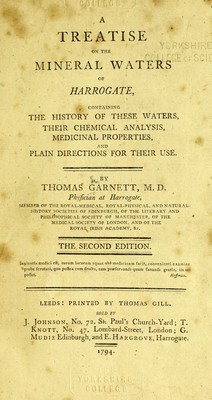 YORKSHIRE
COLLEGE OF SCIENCE
A
TREATISE
ON THE
MINERAL WATERS
OF
HARROGATE,
CONTAINING
THE HISTORY OF THESE WATERS,
THEIR CHEMICAL ANALYSIS,
MEDICINAL PROPERTIES,
AND
PLAIN DIRECTIONS FOR THEIR USE.
By
THOMAS GARNETT, M. D.
Physician at Harrogate,
MEMBER OF THE ROYAL-MEDICAL, ROYAL-PHYSICAL, AND NATURAL-
HISTORY SOCIETIES OF EDINBURGH, OF THE LITERARY AND
PHILOSOPHICAL SOCIETY OF MANCHESTER, OF THE
MEDICAL SOCIETY OF LONDON, AND OF THE
ROYAL IRISH ACADEMY, &c.
THE SECOND EDITION.
LEEDS: PRINTED BY THOMAS GILL,
SOLD BY
J. JOHNSON, No. 72. St. Paul's Church-Yard; T.
KNOTT, No. 47, Lombard-Street, London; G.
MUDIE Edinburgh, and E. HARGROVE, Harrogate.
1794.